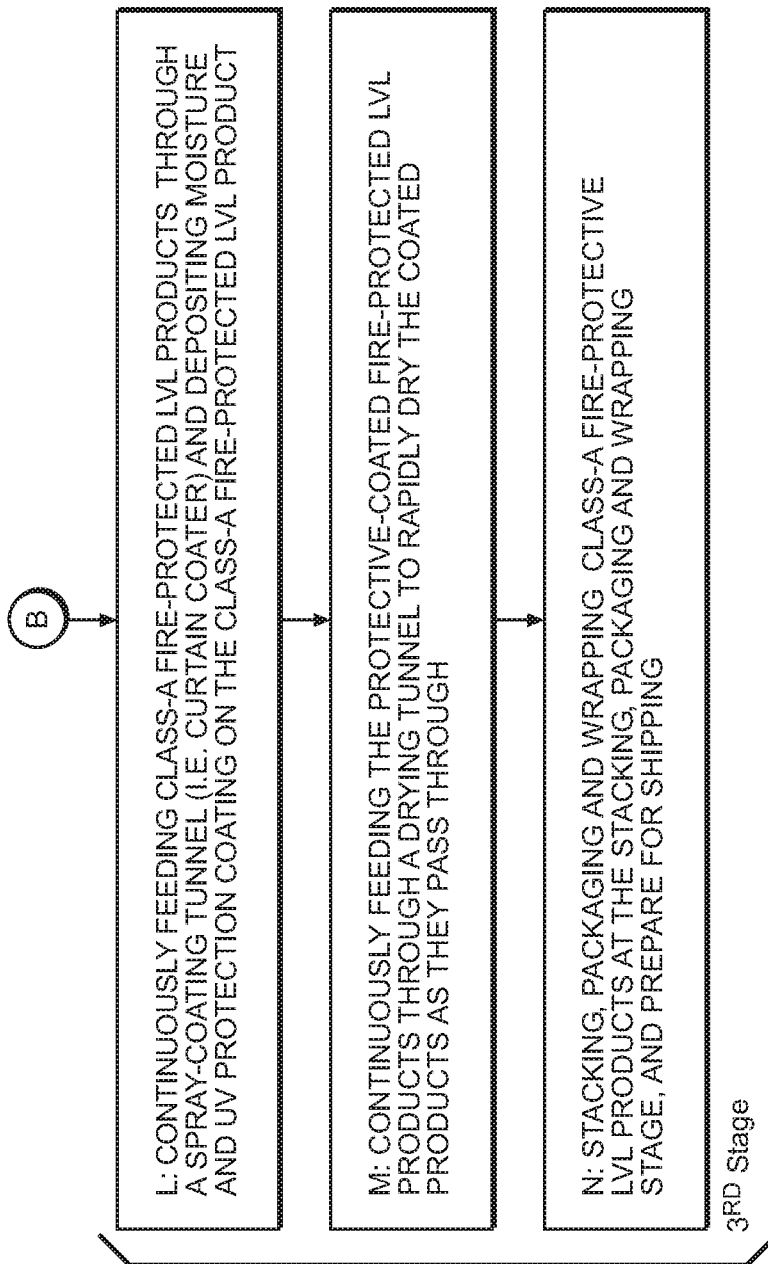 B
L: CONTINUOUSLY FEEDING CLASS-A FIRE-PROTECTED LVL PRODUCTS THROUGH
A SPRAY-COATING TUNNEL (I.E. CURTAIN COATER) AND DEPOSITING MOISTURE
AND UV PROTECTION COATING ON THE CLASS-A FIRE-PROTECTED LVL PRODUCT
M: CONTINUOUSLY FEEDING THE PROTECTIVE-COATED FIRE-PROTECTED LVL
PRODUCTS THROUGH A DRYING TUNNEL TO RAPIDLY DRY THE COATED
PRODUCTS AS THEY PASS THROUGH
N: STACKING, PACKAGING AND WRAPPING CLASS-A FIRE-PROTECTIVE
LVL PRODUCTS AT THE STACKING, PACKAGING AND WRAPPING
STAGE, AND PREPARE FOR SHIPPING
3RD Stage